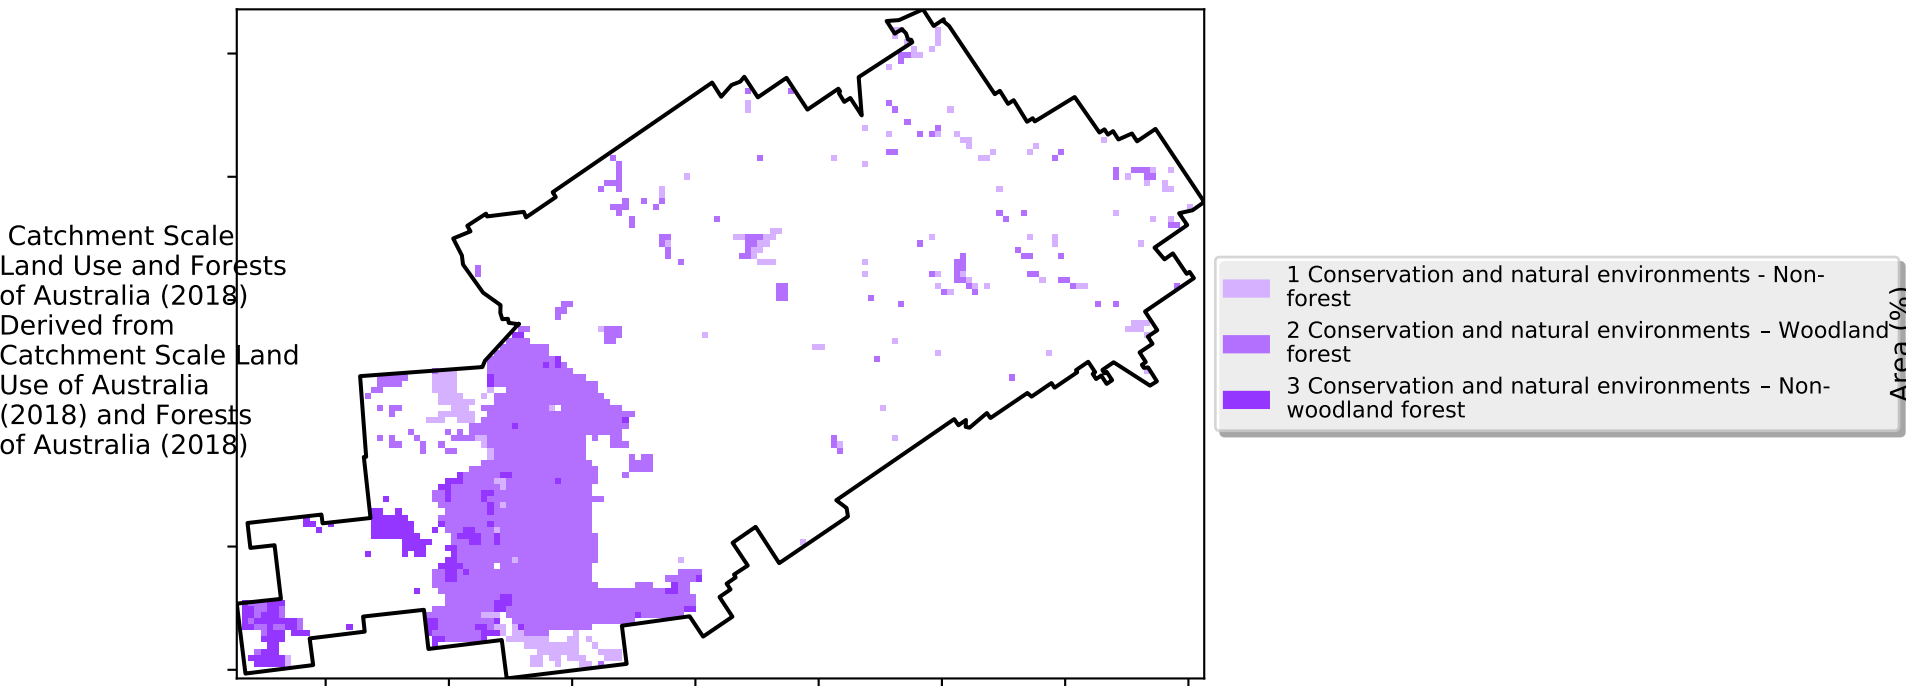 Catchment Scale
Land Use and Forests
of Australia (2018)
Derived from
Catchment Scale Land
Use of Australia
(2018) and Forests
of Australia (2018)
1 Conservation and natural environments - Non-
forest
2 Conservation and natural environments – Woodland
forest
3 Conservation and natural environments – Non-
woodland forest
Area (%)